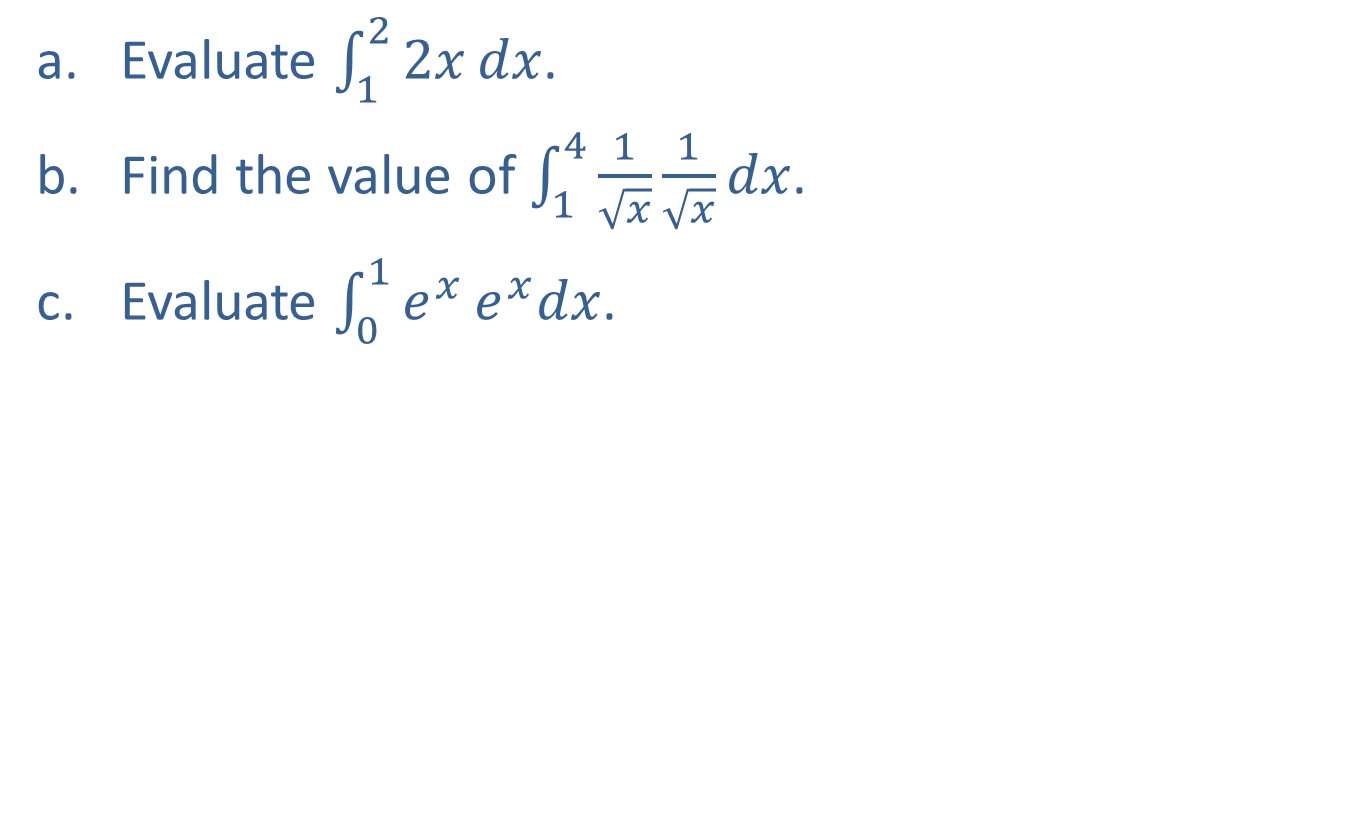 a. Evaluate ∫₁² 2x dx.
b. Find the value of ∫₁⁴ 1/√x 1/√x dx.
c. Evaluate ∫₀¹ eˣ eˣ dx.